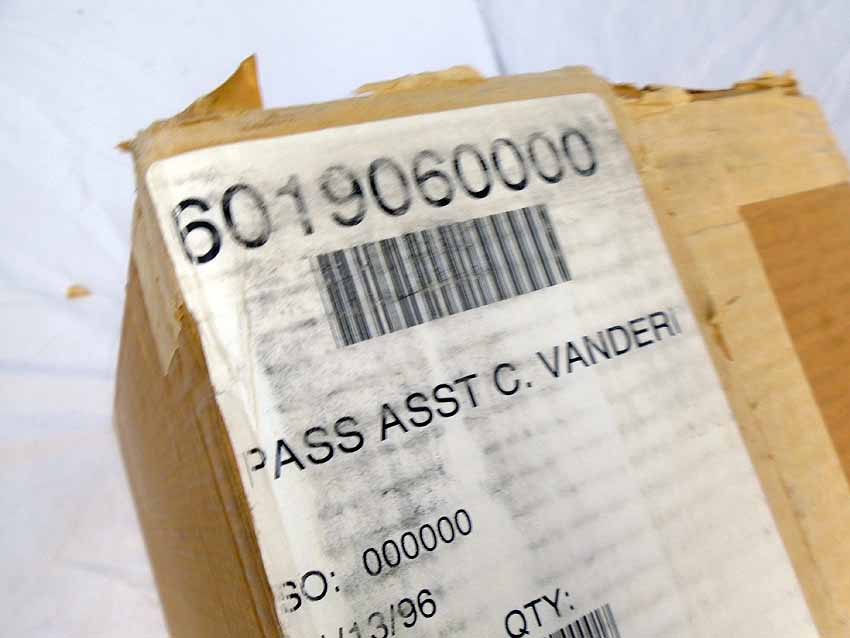 6019060000
PASS ASST C. VANDERI
SO: 000000
/13/96
QTY: